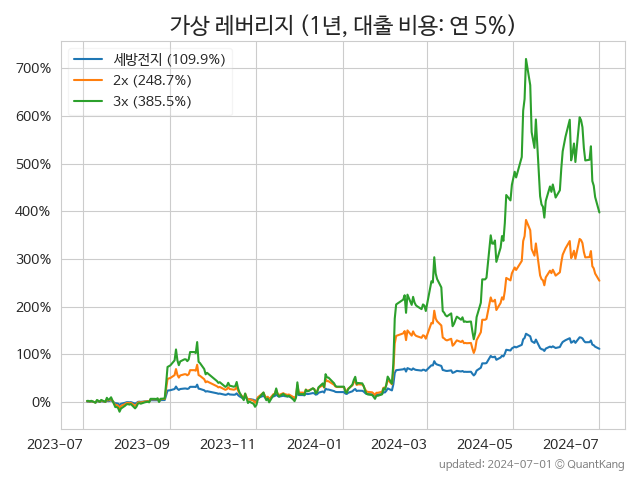 가상 레버리지 (1년, 대출 비용: 연 5%)
세방전지 (109.9%)
2x (248.7%)
3x (385.5%)
700%
600%
500%
400%
300%
200%
100%
0%
2023-07 2023-09 2023-11 2024-01 2024-03 2024-05 2024-07
updated: 2024-07-01 © QuantKang